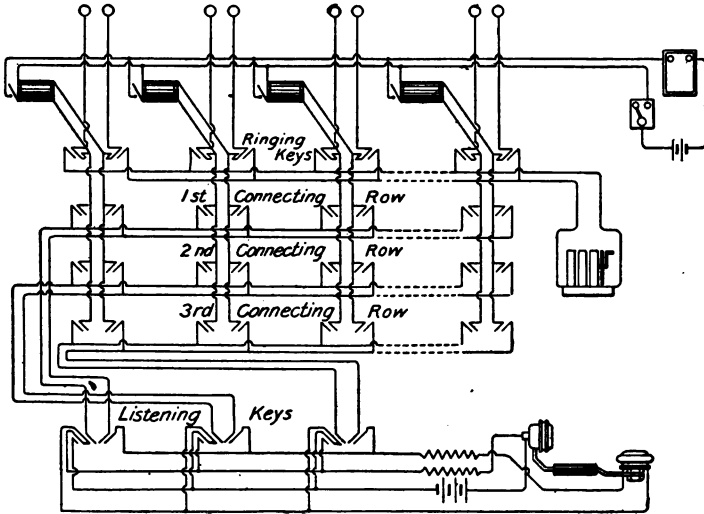 Ringing
Keys
1st Connecting Row
2nd Connecting Row
3rd Connecting Row
Listening Keys